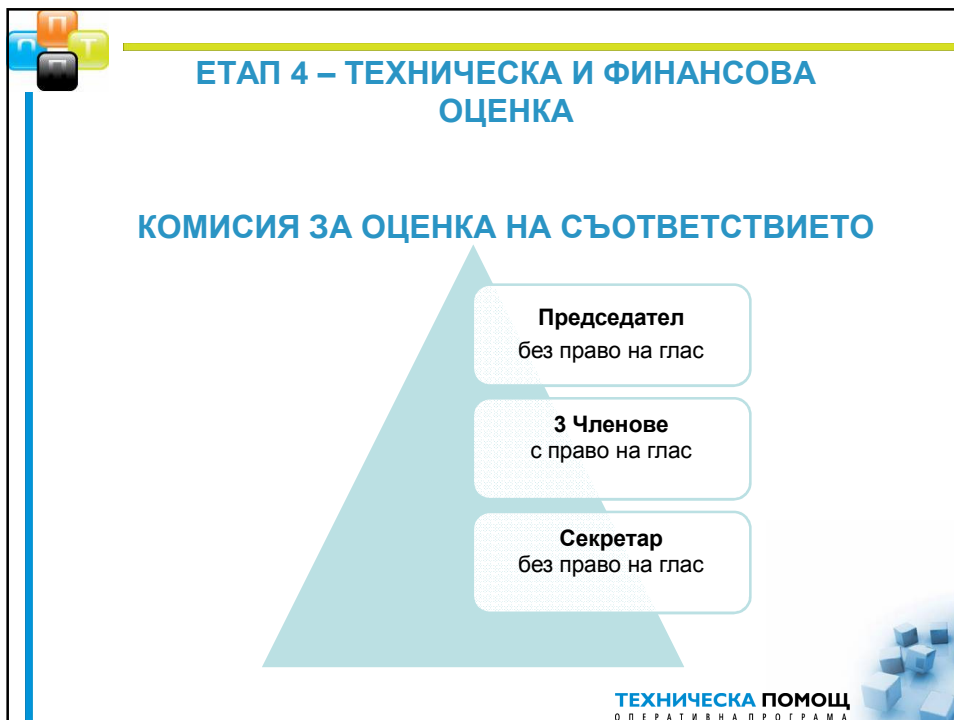 П
П Т
П
ЕТАП 4 – ТЕХНИЧЕСКА И ФИНАНСОВА
ОЦЕНКА
КОМИСИЯ ЗА ОЦЕНКА НА СЪОТВЕТСТВИЕТО
Председател
без право на глас
3 Членове
с право на глас
Секретар
без право на глас
ТЕХНИЧЕСКА ПОМОЩ
ОПЕРАТИВНА ПРОГРАМА